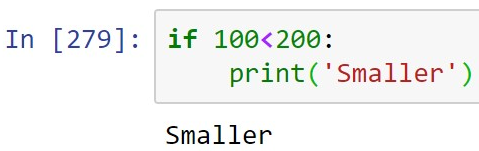 In [279]: if 100<200:
print('Smaller')
Smaller